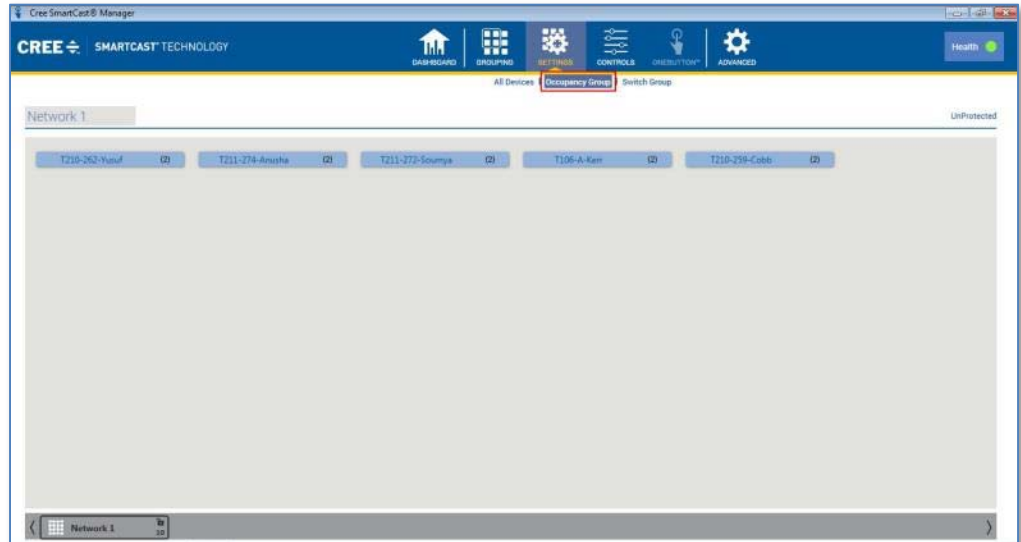 Cree SmartCast® Manager
CREE SMARTCAST® TECHNOLOGY
DASHBOARD GROUPING SETTINGS CONTROLS ONEBUTTON™ ADVANCED
Health
All Devices | Occupancy Group | Switch Group
Network 1
UnProtected
T210-262-Yusuf (2) T211-274-Anusha (2) T211-272-Soumya (2) T106-A-Kerr (2) T210-259-Cobb (2)
Network 1 10